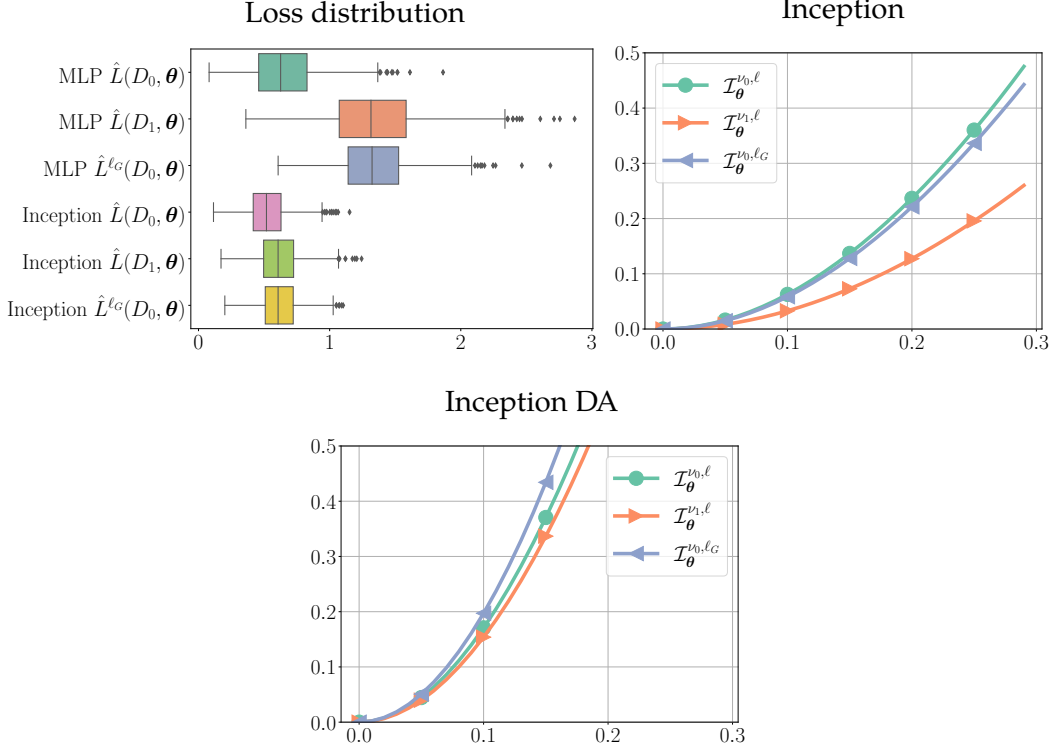 Loss distribution
MLP L̂(D₀, θ)
MLP L̂(D₁, θ)
MLP L̂^ℓG(D₀, θ)
Inception L̂(D₀, θ)
Inception L̂(D₁, θ)
Inception L̂^ℓG(D₀, θ)
0 1 2 3
Inception
0.5
0.4
0.3
0.2
0.1
0.0
0.0 0.1 0.2 0.3
I_θ^ν₀,ℓ
I_θ^ν₁,ℓ
I_θ^ν₀,ℓG
Inception DA
0.5
0.4
0.3
0.2
0.1
0.0
0.0 0.1 0.2 0.3
I_θ^ν₀,ℓ
I_θ^ν₁,ℓ
I_θ^ν₀,ℓG